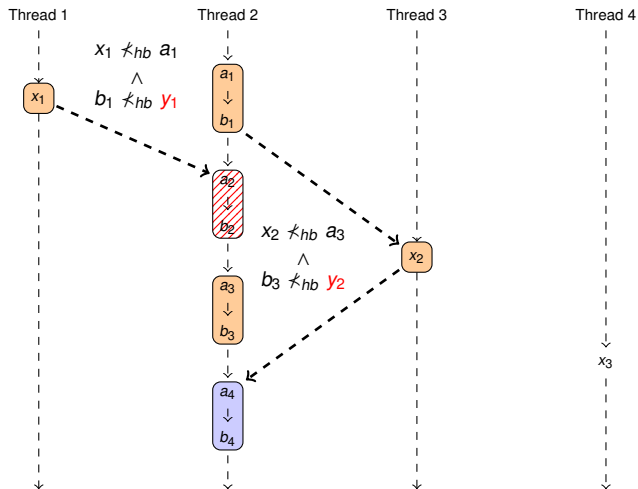 Thread 1 Thread 2 Thread 3 Thread 4
x₁ ⊀hb a₁
∧
b₁ ⊀hb y₁
x₁
a₁
↓
b₁
a₂
↓
b₂
x₂ ⊀hb a₃
∧
b₃ ⊀hb y₂
x₂
a₃
↓
b₃
x₃
a₄
↓
b₄